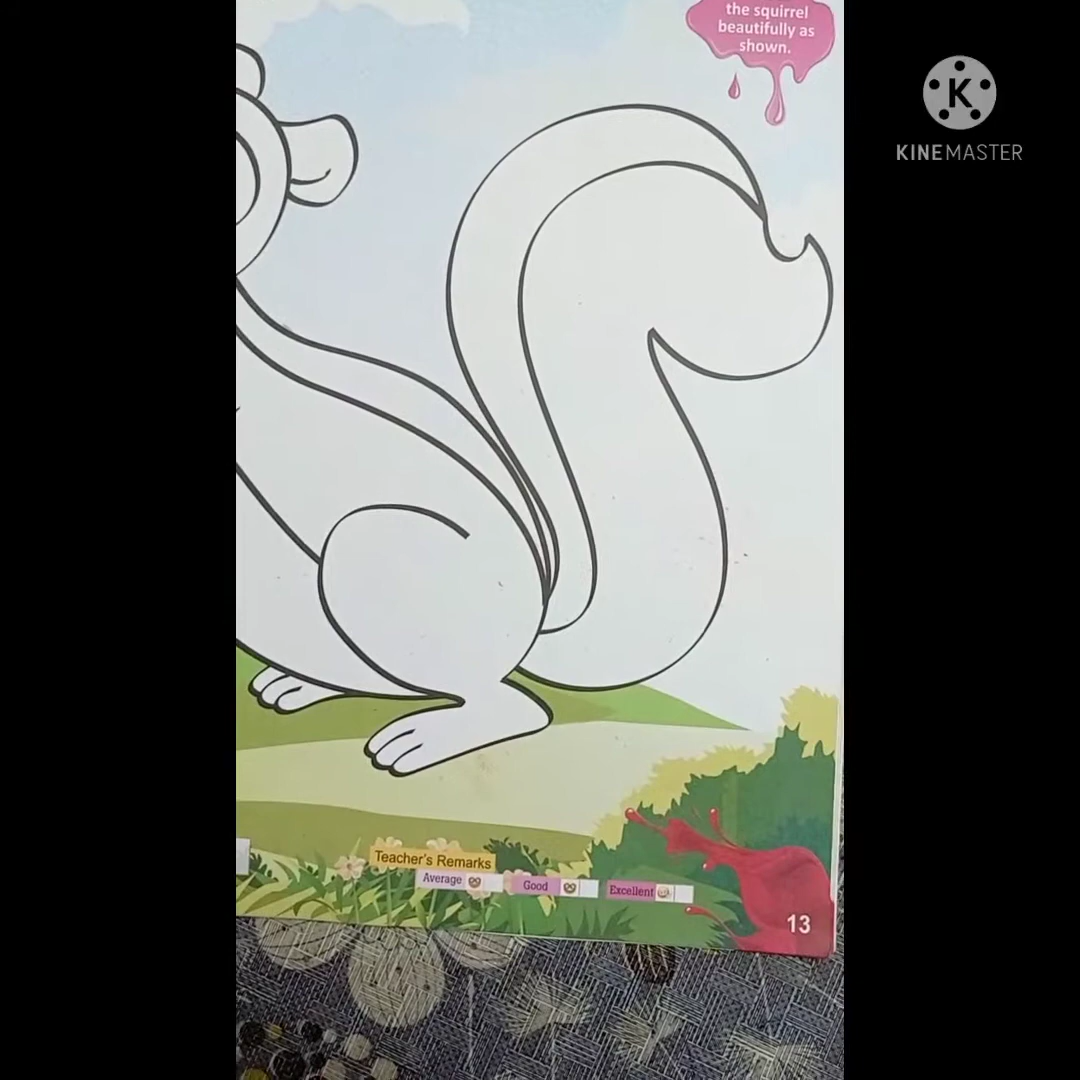 the squirrel
beautifully as
shown.
K
KINEMASTER
Teacher's Remarks
Average
Good
Excellent
13